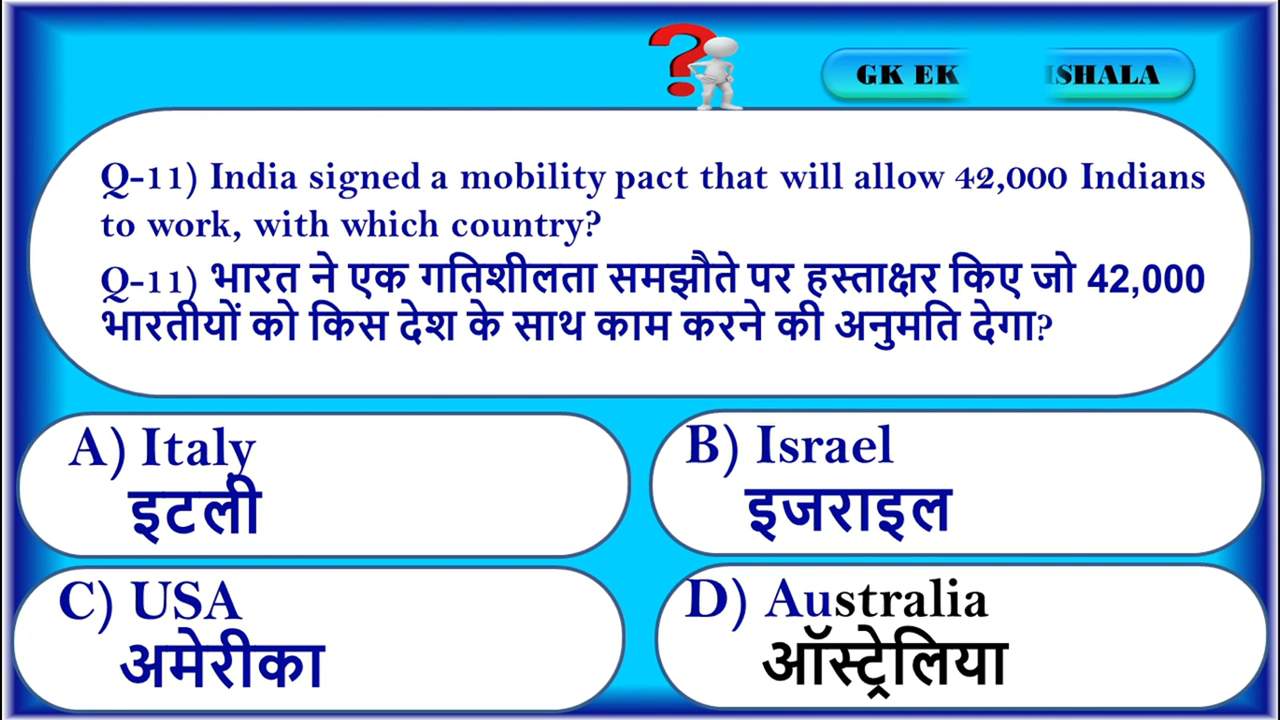 GK EK ISHALA
Q-11) India signed a mobility pact that will allow 42,000 Indians
to work, with which country?
Q-11) भारत ने एक गतिशीलता समझौते पर हस्ताक्षर किए जो 42,000
भारतीयों को किस देश के साथ काम करने की अनुमति देगा?
A) Italy
इटली
B) Israel
इजराइल
C) USA
अमेरीका
D) Australia
ऑस्ट्रेलिया